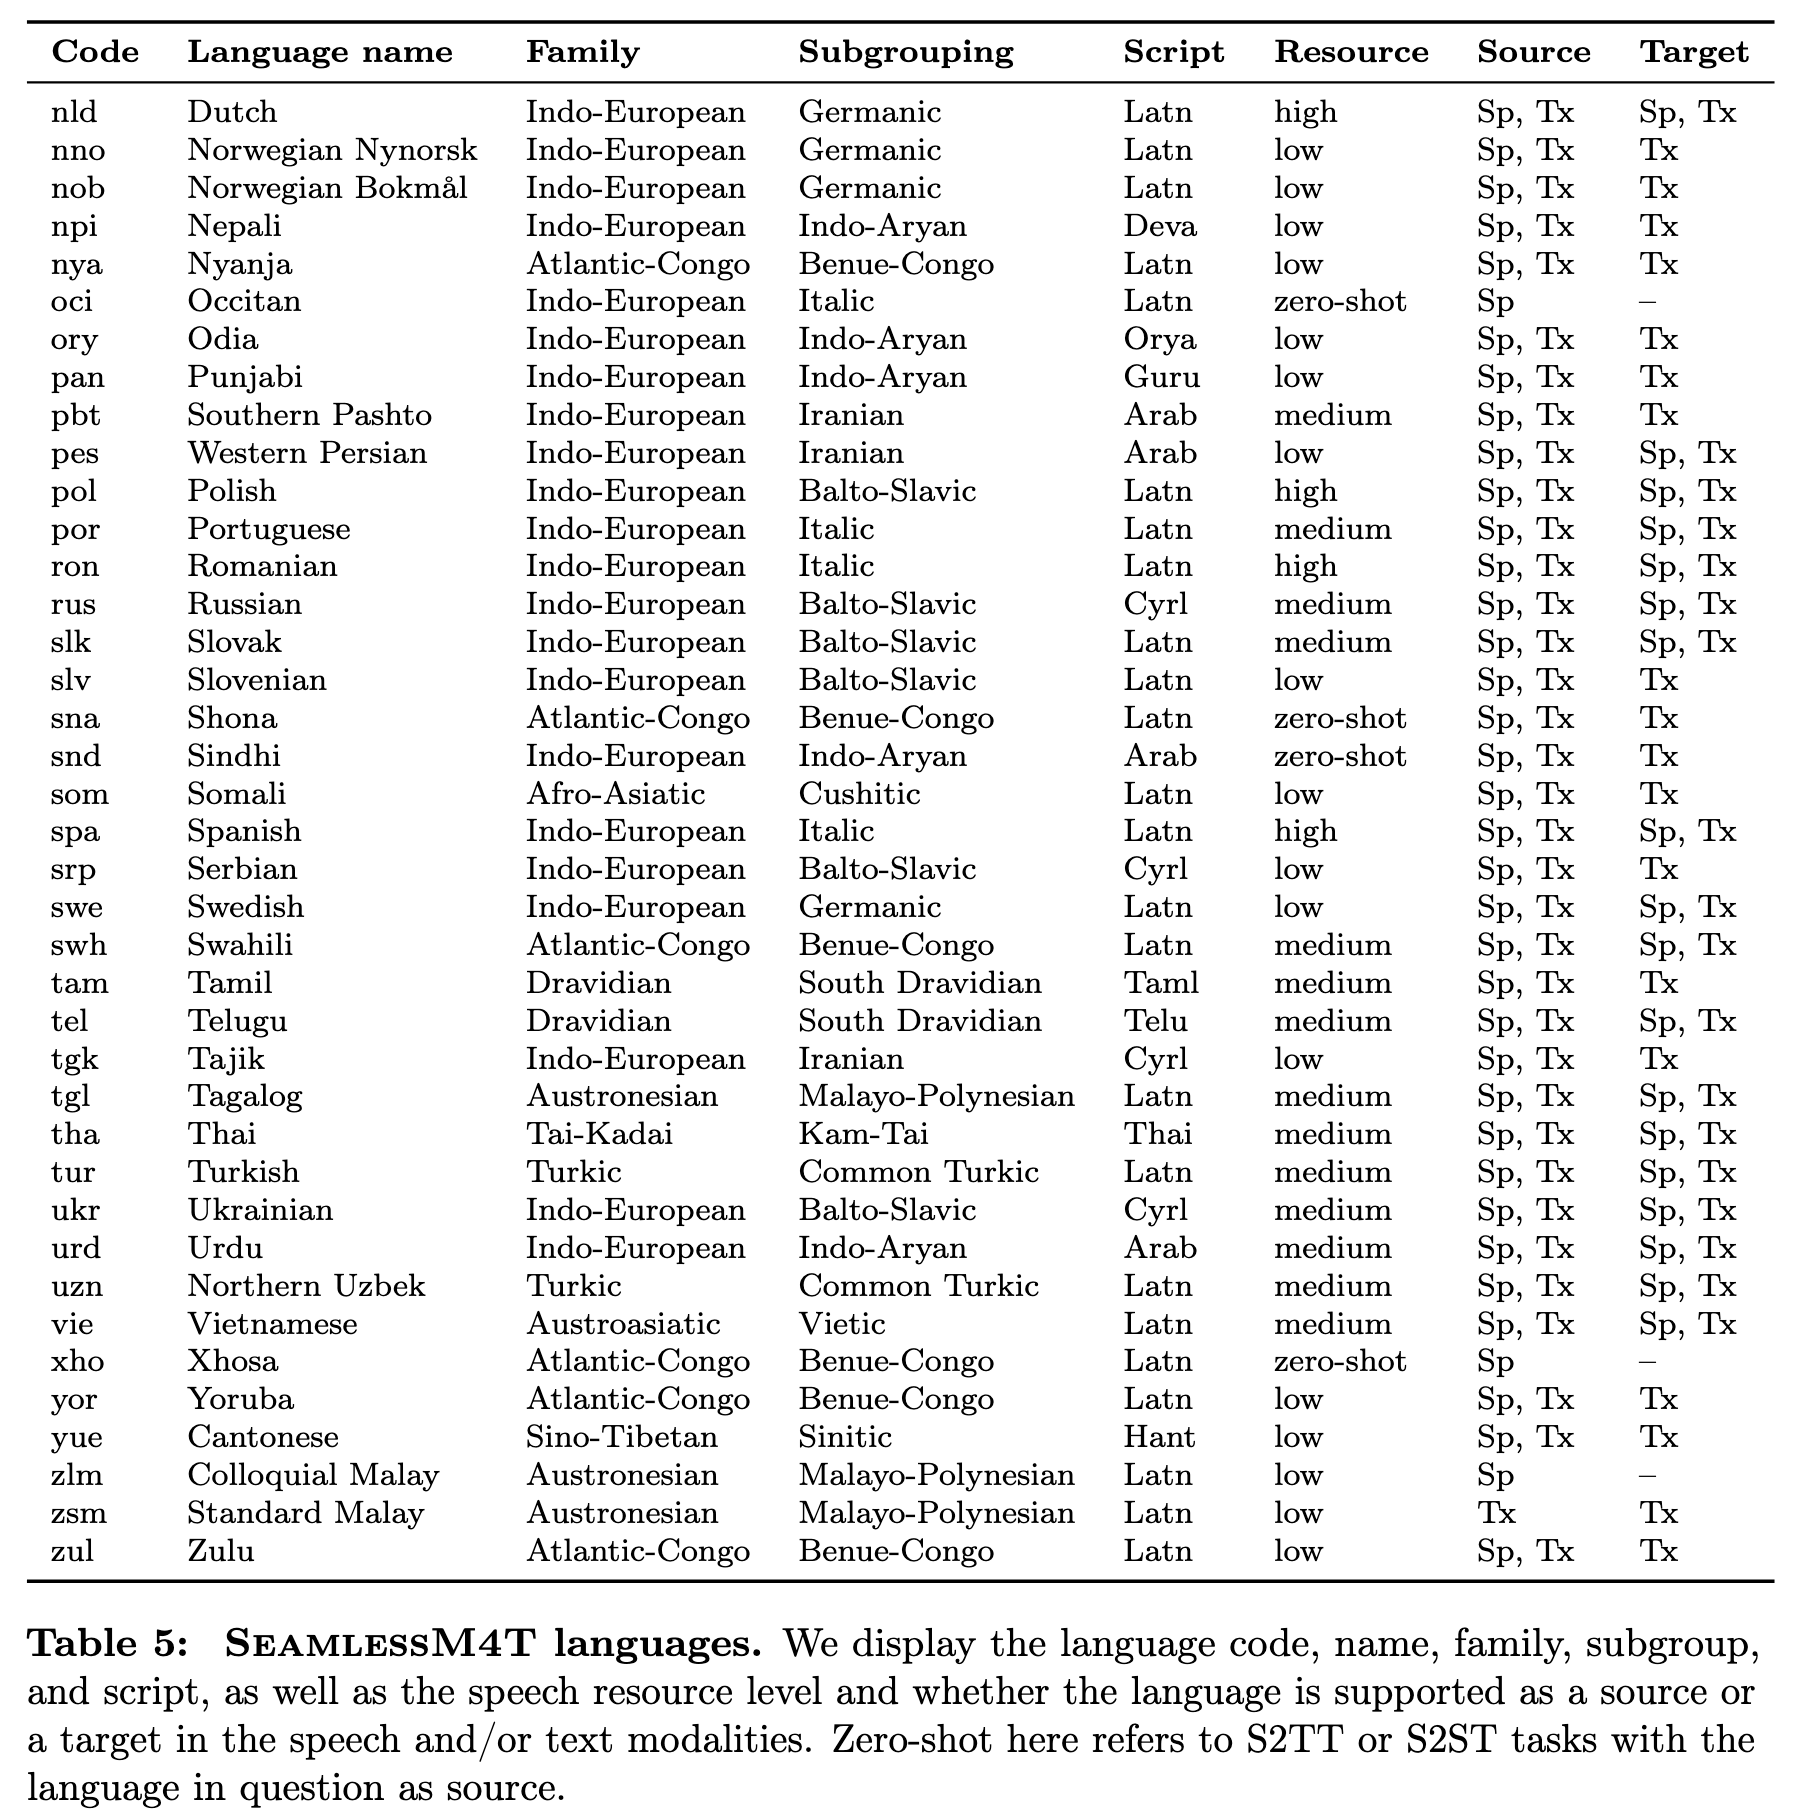 Code Language name Family Subgrouping Script Resource Source Target
nld Dutch Indo-European Germanic Latn high Sp, Tx Sp, Tx
nno Norwegian Nynorsk Indo-European Germanic Latn low Sp, Tx Tx
nob Norwegian Bokmål Indo-European Germanic Latn low Sp, Tx Tx
npi Nepali Indo-European Indo-Aryan Deva low Sp, Tx Tx
nya Nyanja Atlantic-Congo Benue-Congo Latn low Sp, Tx Tx
oci Occitan Indo-European Italic Latn zero-shot Sp –
ory Odia Indo-European Indo-Aryan Orya low Sp, Tx Tx
pan Punjabi Indo-European Indo-Aryan Guru low Sp, Tx Tx
pbt Southern Pashto Indo-European Iranian Arab medium Sp, Tx Tx
pes Western Persian Indo-European Iranian Arab low Sp, Tx Sp, Tx
pol Polish Indo-European Balto-Slavic Latn high Sp, Tx Sp, Tx
por Portuguese Indo-European Italic Latn medium Sp, Tx Sp, Tx
ron Romanian Indo-European Italic Latn high Sp, Tx Sp, Tx
rus Russian Indo-European Balto-Slavic Cyrl medium Sp, Tx Sp, Tx
slk Slovak Indo-European Balto-Slavic Latn medium Sp, Tx Sp, Tx
slv Slovenian Indo-European Balto-Slavic Latn low Sp, Tx Tx
sna Shona Atlantic-Congo Benue-Congo Latn zero-shot Sp, Tx Tx
snd Sindhi Indo-European Indo-Aryan Arab zero-shot Sp, Tx Tx
som Somali Afro-Asiatic Cushitic Latn low Sp, Tx Tx
spa Spanish Indo-European Italic Latn high Sp, Tx Sp, Tx
srp Serbian Indo-European Balto-Slavic Cyrl low Sp, Tx Tx
swe Swedish Indo-European Germanic Latn low Sp, Tx Sp, Tx
swh Swahili Atlantic-Congo Benue-Congo Latn medium Sp, Tx Sp, Tx
tam Tamil Dravidian South Dravidian Taml medium Sp, Tx Tx
tel Telugu Dravidian South Dravidian Telu medium Sp, Tx Sp, Tx
tgk Tajik Indo-European Iranian Cyrl low Sp, Tx Tx
tgl Tagalog Austronesian Malayo-Polynesian Latn medium Sp, Tx Sp, Tx
tha Thai Tai-Kadai Kam-Tai Thai medium Sp, Tx Sp, Tx
tur Turkish Turkic Common Turkic Latn medium Sp, Tx Sp, Tx
ukr Ukrainian Indo-European Balto-Slavic Cyrl medium Sp, Tx Sp, Tx
urd Urdu Indo-European Indo-Aryan Arab medium Sp, Tx Sp, Tx
uzn Northern Uzbek Turkic Common Turkic Latn medium Sp, Tx Sp, Tx
vie Vietnamese Austroasiatic Vietic Latn medium Sp, Tx Sp, Tx
xho Xhosa Atlantic-Congo Benue-Congo Latn zero-shot Sp –
yor Yoruba Atlantic-Congo Benue-Congo Latn low Sp, Tx Tx
yue Cantonese Sino-Tibetan Sinitic Hant low Sp, Tx Tx
zlm Colloquial Malay Austronesian Malayo-Polynesian Latn low Sp –
zsm Standard Malay Austronesian Malayo-Polynesian Latn low Tx Tx
zul Zulu Atlantic-Congo Benue-Congo Latn low Sp, Tx Tx
Table 5: SEAMLESSM4T languages. We display the language code, name, family, subgroup,
and script, as well as the speech resource level and whether the language is supported as a source or
a target in the speech and/or text modalities. Zero-shot here refers to S2TT or S2ST tasks with the
language in question as source.